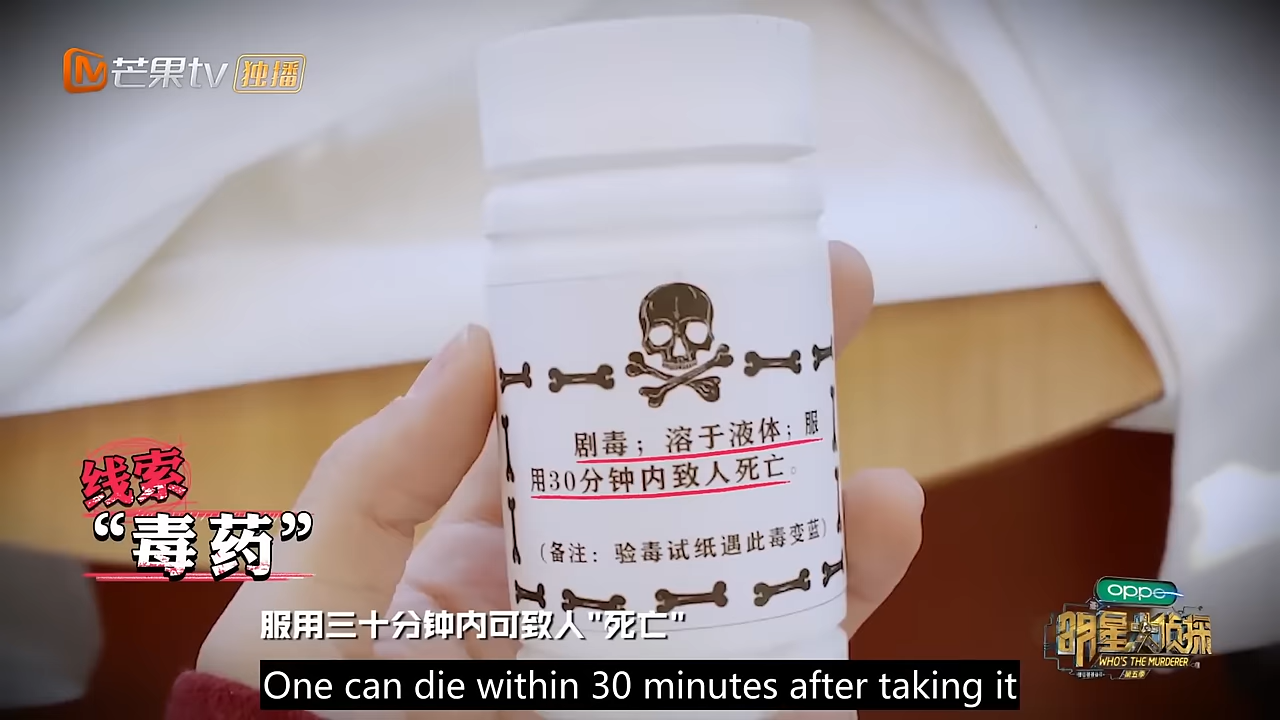 芒果tv 独播
剧毒；溶于液体；服
用30分钟内致人死亡。
（备注：验毒试纸遇此毒变蓝）
线索
“毒药”
服用三十分钟内可致人"死亡"
One can die within 30 minutes after taking it
oppo
明星大侦探
WHO'S THE MURDERER
第五季